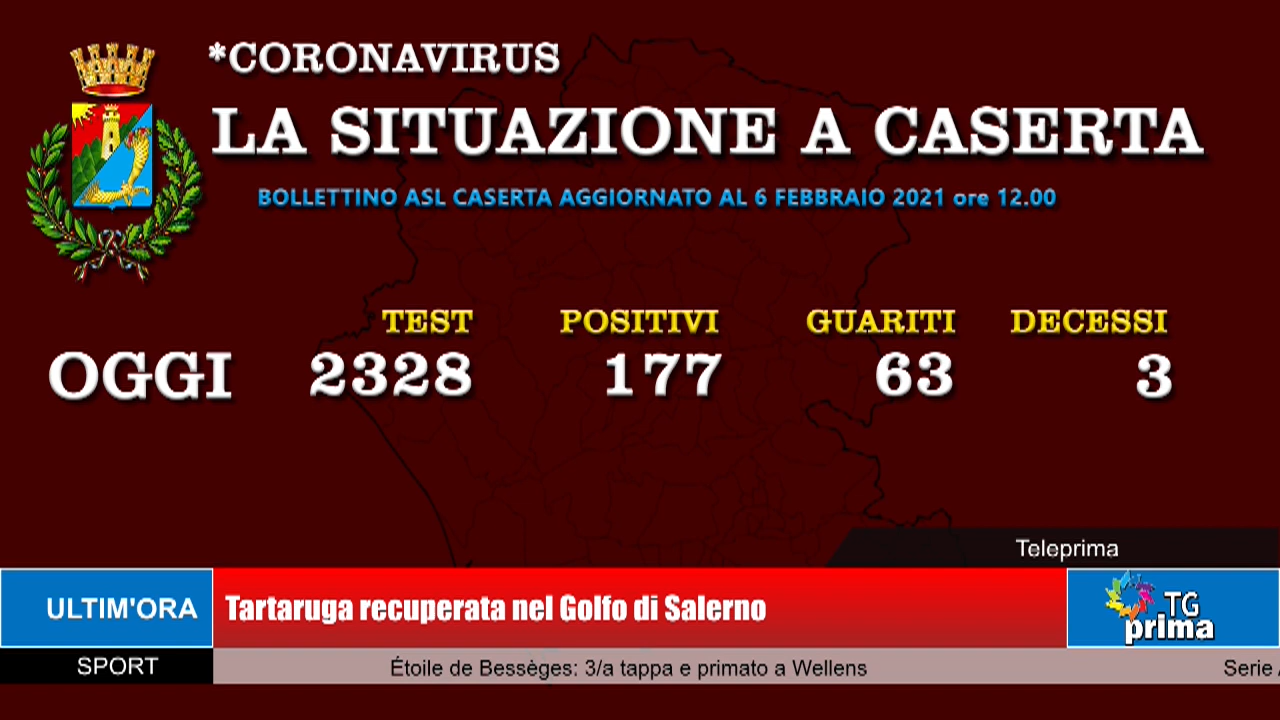 *CORONAVIRUS
LA SITUAZIONE A CASERTA
BOLLETTINO ASL CASERTA AGGIORNATO AL 6 FEBBRAIO 2021 ore 12.00
TEST POSITIVI GUARITI DECESSI
OGGI 2328 177 63 3
Teleprima
ULTIM'ORA Tartaruga recuperata nel Golfo di Salerno
TG
prima
SPORT Étoile de Bessèges: 3/a tappa e primato a Wellens Serie